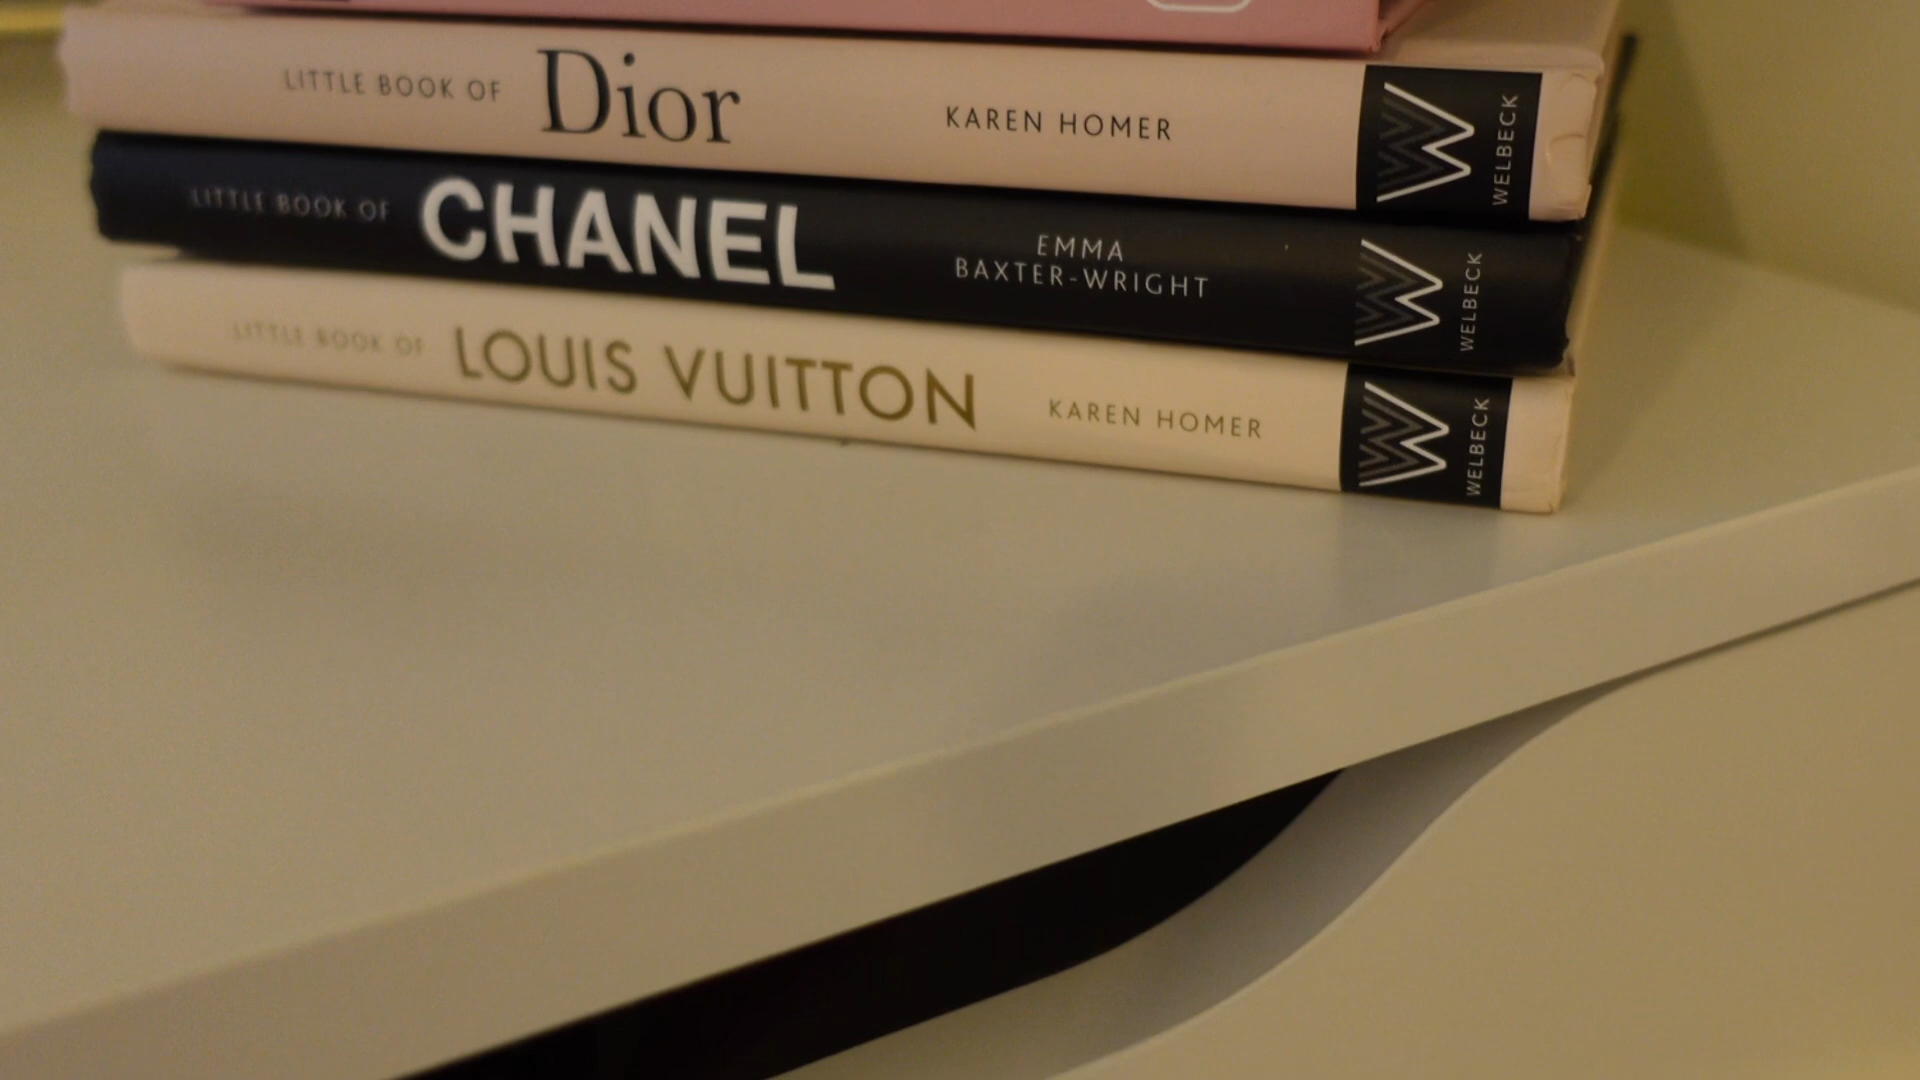 LITTLE BOOK OF Dior KAREN HOMER WELBECK
LITTLE BOOK OF CHANEL EMMA BAXTER-WRIGHT WELBECK
LITTLE BOOK OF LOUIS VUITTON KAREN HOMER WELBECK